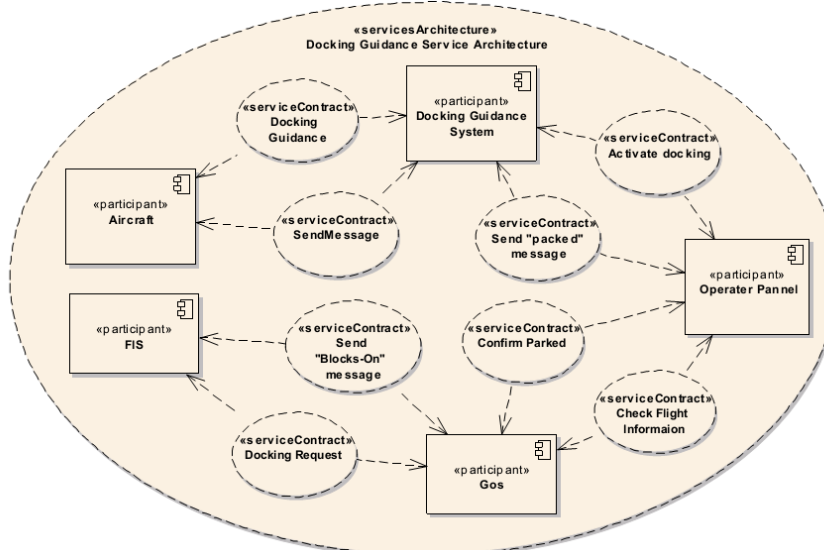 «servicesArchitecture»
Docking Guidance Service Architecture
«serviceContract»
Docking
Guidance
«participant»
Docking Guidance
System
«serviceContract»
Activate docking
«participant»
Aircraft
«serviceContract»
SendMessage
«serviceContract»
Send "packed"
message
«participant»
Operater Pannel
«participant»
FIS
«serviceContract»
Send
"Blocks-On"
message
«serviceContract»
Confirm Parked
«serviceContract»
Check Flight
Informaion
«serviceContract»
Docking Request
«participant»
Gos